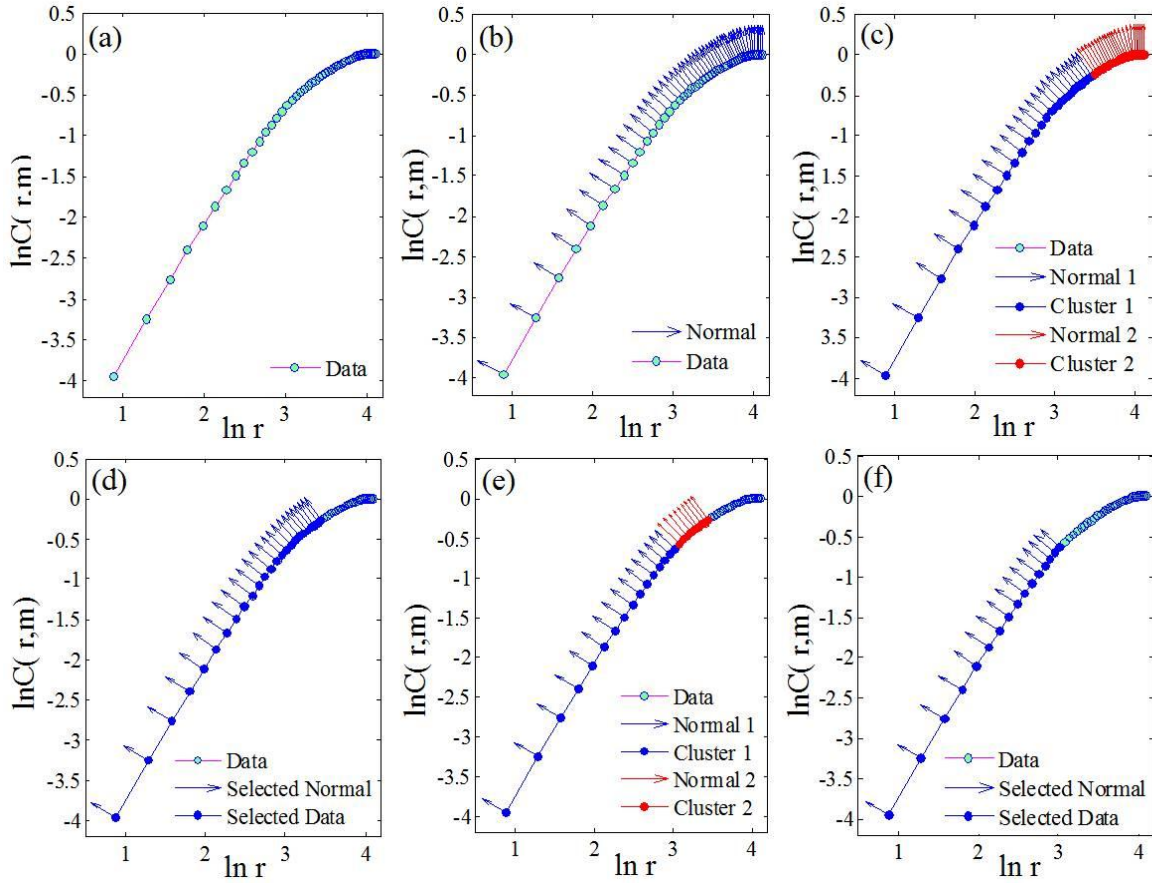 (a)
0.5
0
-0.5
-1
-1.5
-2
-2.5
-3
-3.5
-4
lnC( r,m)
Data
1 2 3 4
ln r
(b)
0.5
0
-0.5
-1
-1.5
-2
-2.5
-3
-3.5
-4
lnC( r,m)
Normal
Data
1 2 3 4
ln r
(c)
0.5
0
-0.5
-1
-1.5
-2
-2.5
-3
-3.5
-4
lnC( r,m)
Data
Normal 1
Cluster 1
Normal 2
Cluster 2
1 2 3 4
ln r
(d)
0.5
0
-0.5
-1
-1.5
-2
-2.5
-3
-3.5
-4
lnC( r,m)
Data
Selected Normal
Selected Data
1 2 3 4
ln r
(e)
0.5
0
-0.5
-1
-1.5
-2
-2.5
-3
-3.5
-4
lnC( r,m)
Data
Normal 1
Cluster 1
Normal 2
Cluster 2
1 2 3 4
ln r
(f)
0.5
0
-0.5
-1
-1.5
-2
-2.5
-3
-3.5
-4
lnC( r,m)
Data
Selected Normal
Selected Data
1 2 3 4
ln r